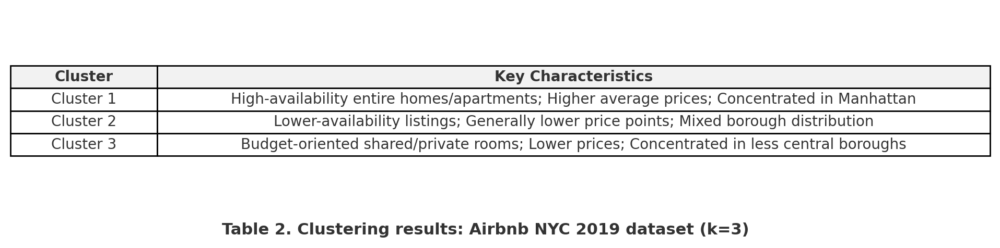 Cluster Key Characteristics
Cluster 1 High-availability entire homes/apartments; Higher average prices; Concentrated in Manhattan
Cluster 2 Lower-availability listings; Generally lower price points; Mixed borough distribution
Cluster 3 Budget-oriented shared/private rooms; Lower prices; Concentrated in less central boroughs
Table 2. Clustering results: Airbnb NYC 2019 dataset (k=3)